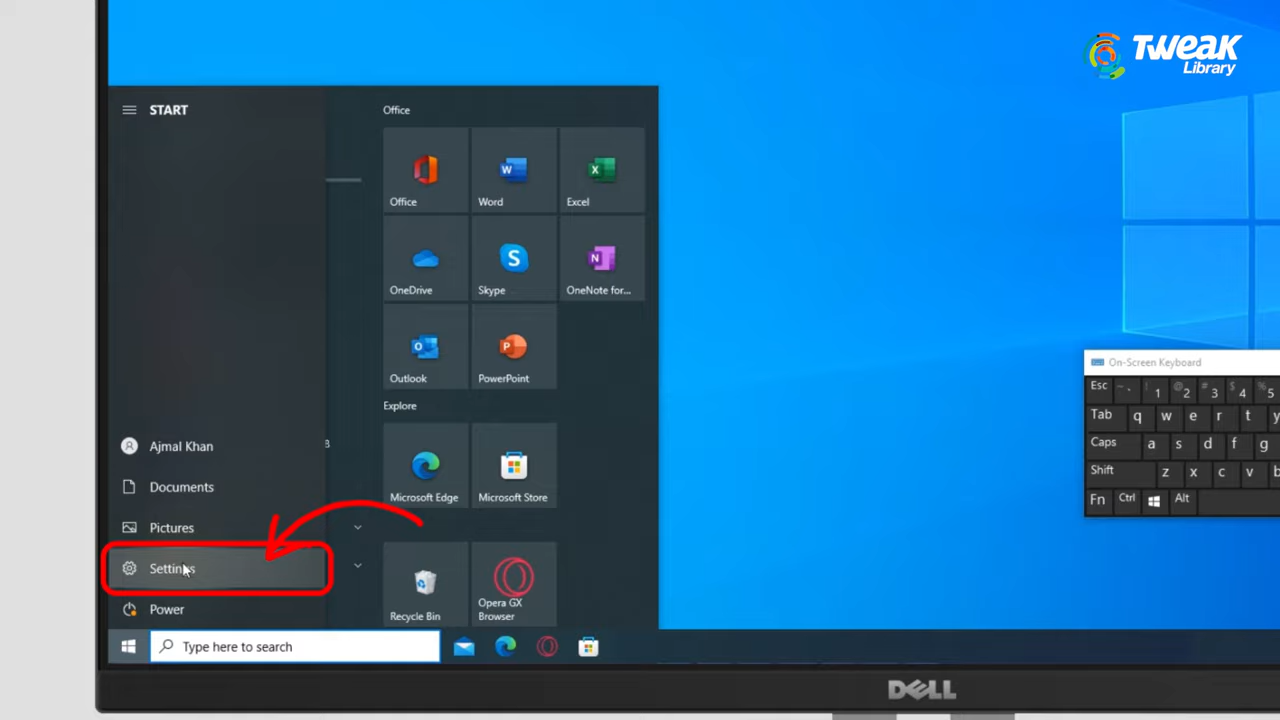 TWEAK
Library
START
Office
Office
Word
Excel
OneDrive
Skype
OneNote for...
Outlook
PowerPoint
Explore
Microsoft Edge
Microsoft Store
Ajmal Khan
Documents
Pictures
Settings
Power
Recycle Bin
Opera GX
Browser
Type here to search
On-Screen Keyboard
Esc ~ ` ! 1 @ 2 # 3 $ 4 % 5
Tab q w e r t y
Caps a s d f g
Shift z x c v b
Fn Ctrl Alt
DELL